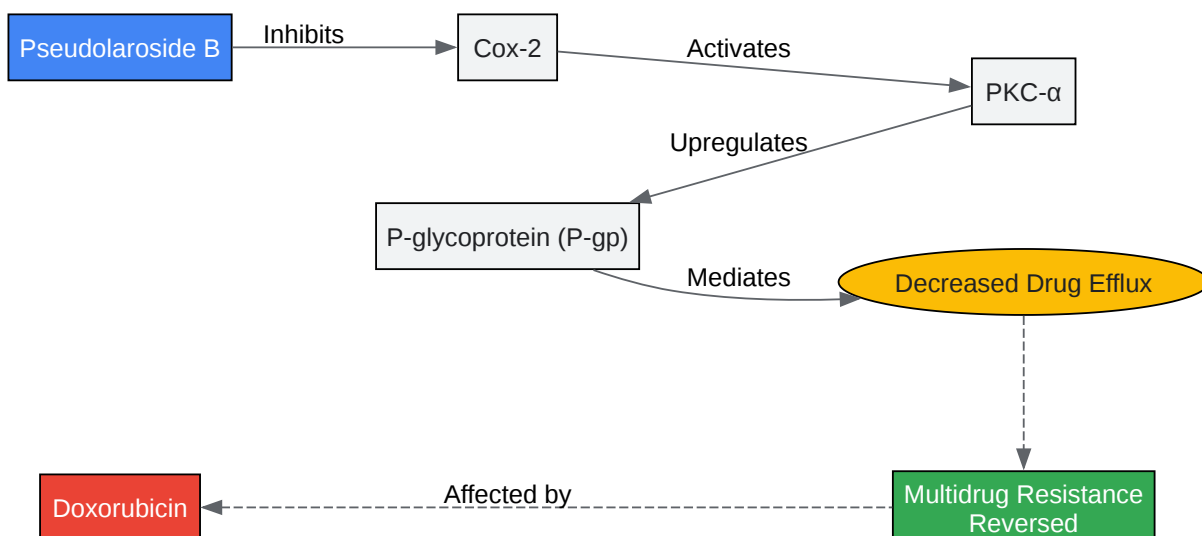 Pseudolaroside B
Inhibits
Cox-2
Activates
PKC-α
Upregulates
P-glycoprotein (P-gp)
Mediates
Decreased Drug Efflux
Doxorubicin
Affected by
Multidrug Resistance
Reversed